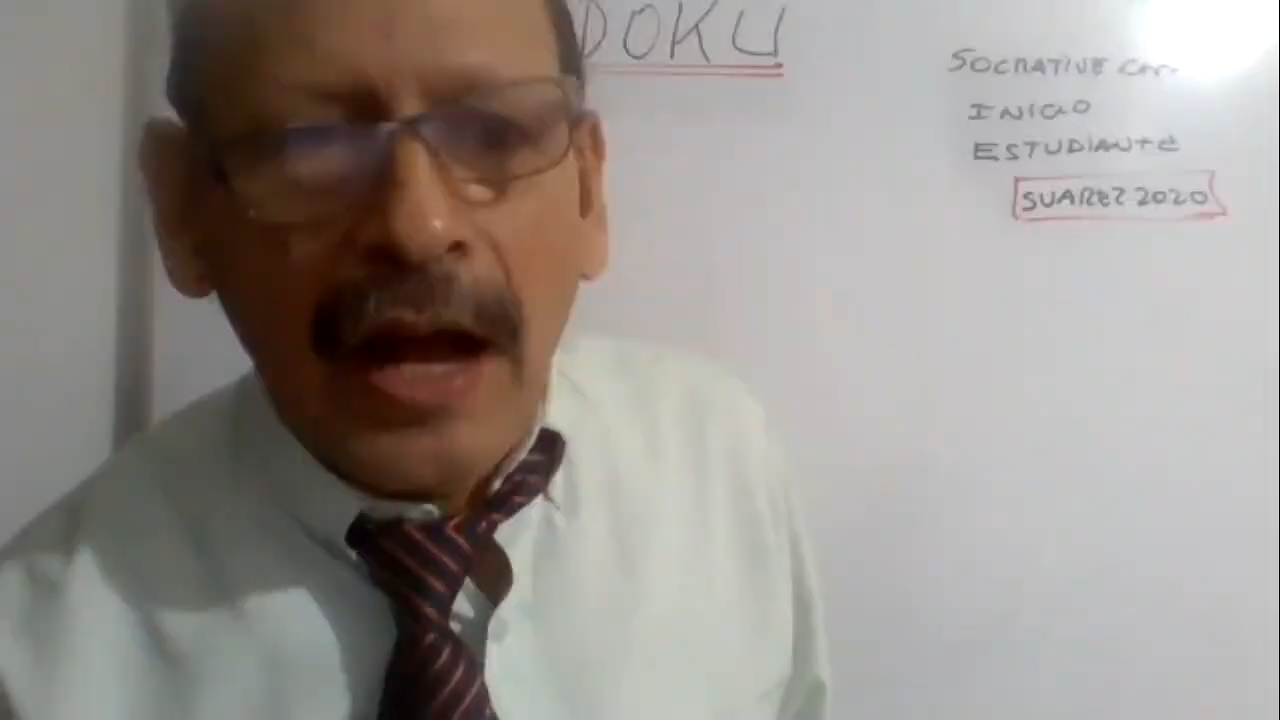 DOKU
SOCRATIVE
INICIO
ESTUDIANTE
SUAREZ2020